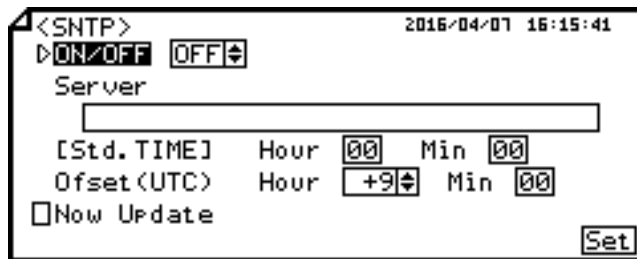 <SNTP> 2016/04/07 16:15:41
ON/OFF OFF
Server
[Std.TIME] Hour 00 Min 00
Ofset(UTC) Hour +9 Min 00
Now Update
Set